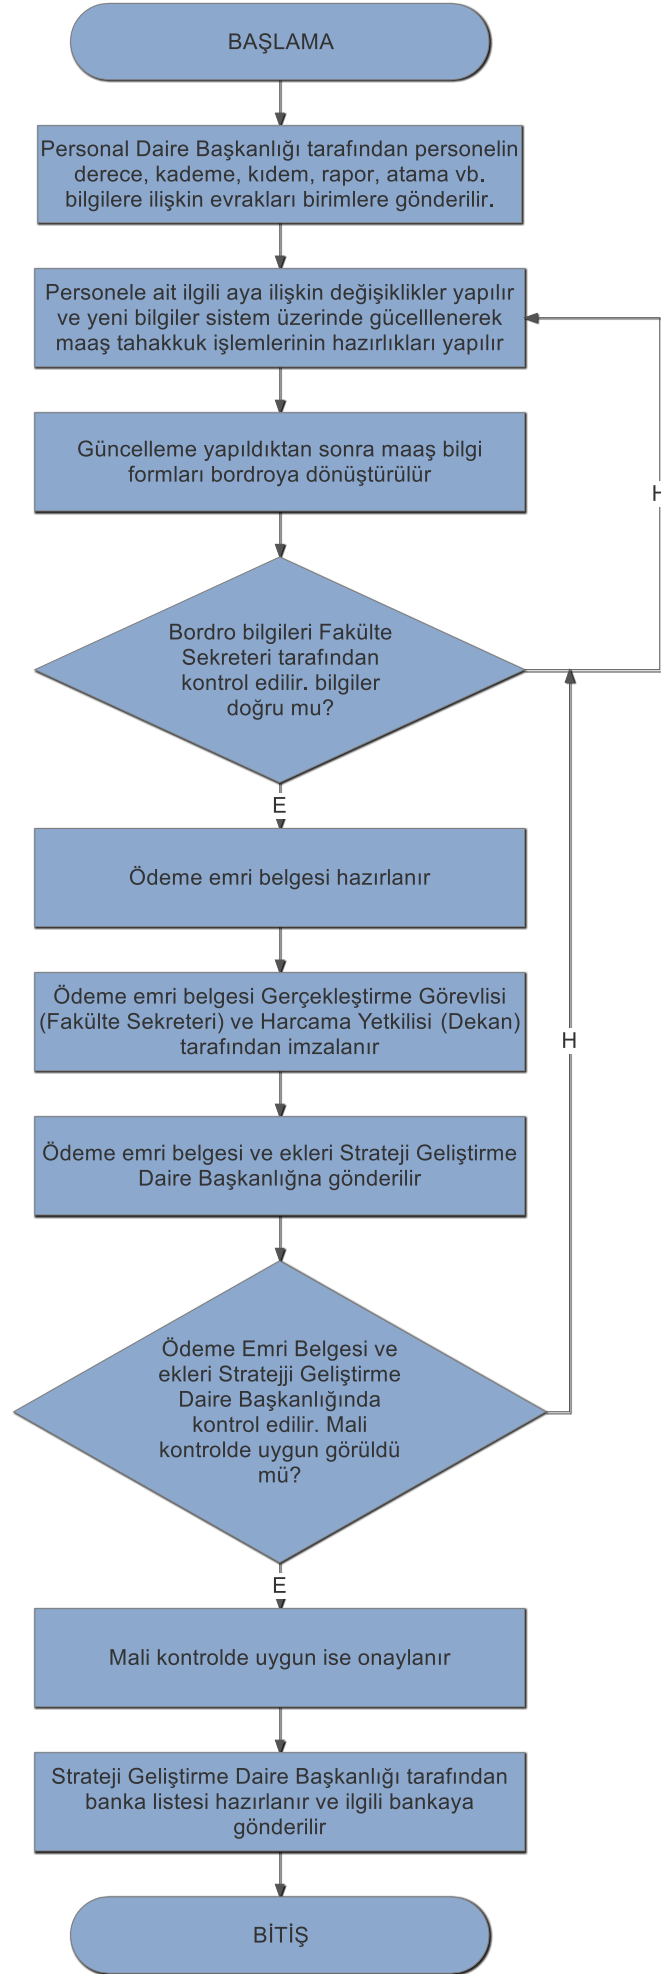 BAŞLAMA
Personal Daire Başkanlığı tarafından personelin
derece, kademe, kıdem, rapor, atama vb.
bilgilere ilişkin evrakları birimlere gönderilir.
Personele ait ilgili aya ilişkin değişiklikler yapılır
ve yeni bilgiler sistem üzerinde gücelllenerek
maaş tahakkuk işlemlerinin hazırlıkları yapılır
Güncelleme yapıldıktan sonra maaş bilgi
formları bordroya dönüştürülür
H
Bordro bilgileri Fakülte
Sekreteri tarafından
kontrol edilir. bilgiler
doğru mu?
E
Ödeme emri belgesi hazırlanır
Ödeme emri belgesi Gerçekleştirme Görevlisi
(Fakülte Sekreteri) ve Harcama Yetkilisi (Dekan)
tarafından imzalanır
H
Ödeme emri belgesi ve ekleri Strateji Geliştirme
Daire Başkanlığna gönderilir
Ödeme Emri Belgesi ve
ekleri Stratejji Geliştirme
Daire Başkanlığında
kontrol edilir. Mali
kontrolde uygun görüldü
mü?
E
Mali kontrolde uygun ise onaylanır
Strateji Geliştirme Daire Başkanlığı tarafından
banka listesi hazırlanır ve ilgili bankaya
gönderilir
BİTİŞ